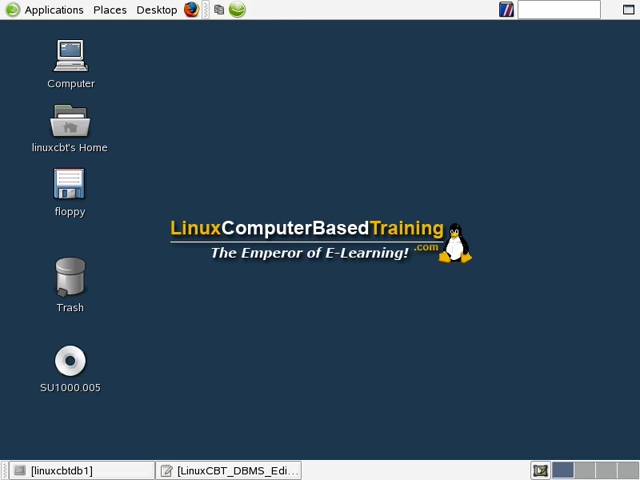 Applications Places Desktop
Computer
linuxcbt's Home
floppy
LinuxComputerBasedTraining
.com
The Emperor of E-Learning!
Trash
SU1000.005
[linuxcbtdb1]
[LinuxCBT_DBMS_Edi...